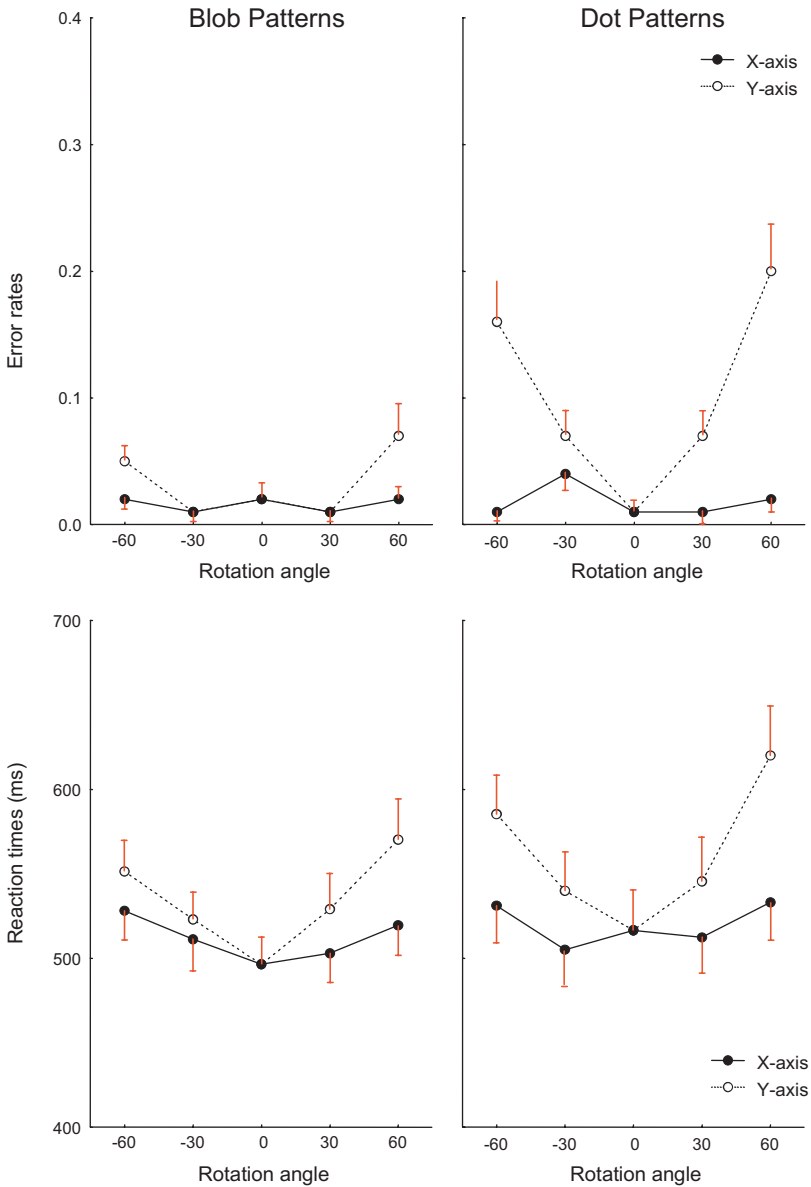 Blob Patterns
Dot Patterns
0.4
0.3
0.2
0.1
0.0
Error rates
X-axis
Y-axis
-60 -30 0 30 60
Rotation angle
-60 -30 0 30 60
Rotation angle
700
600
500
400
Reaction times (ms)
X-axis
Y-axis
-60 -30 0 30 60
Rotation angle
-60 -30 0 30 60
Rotation angle